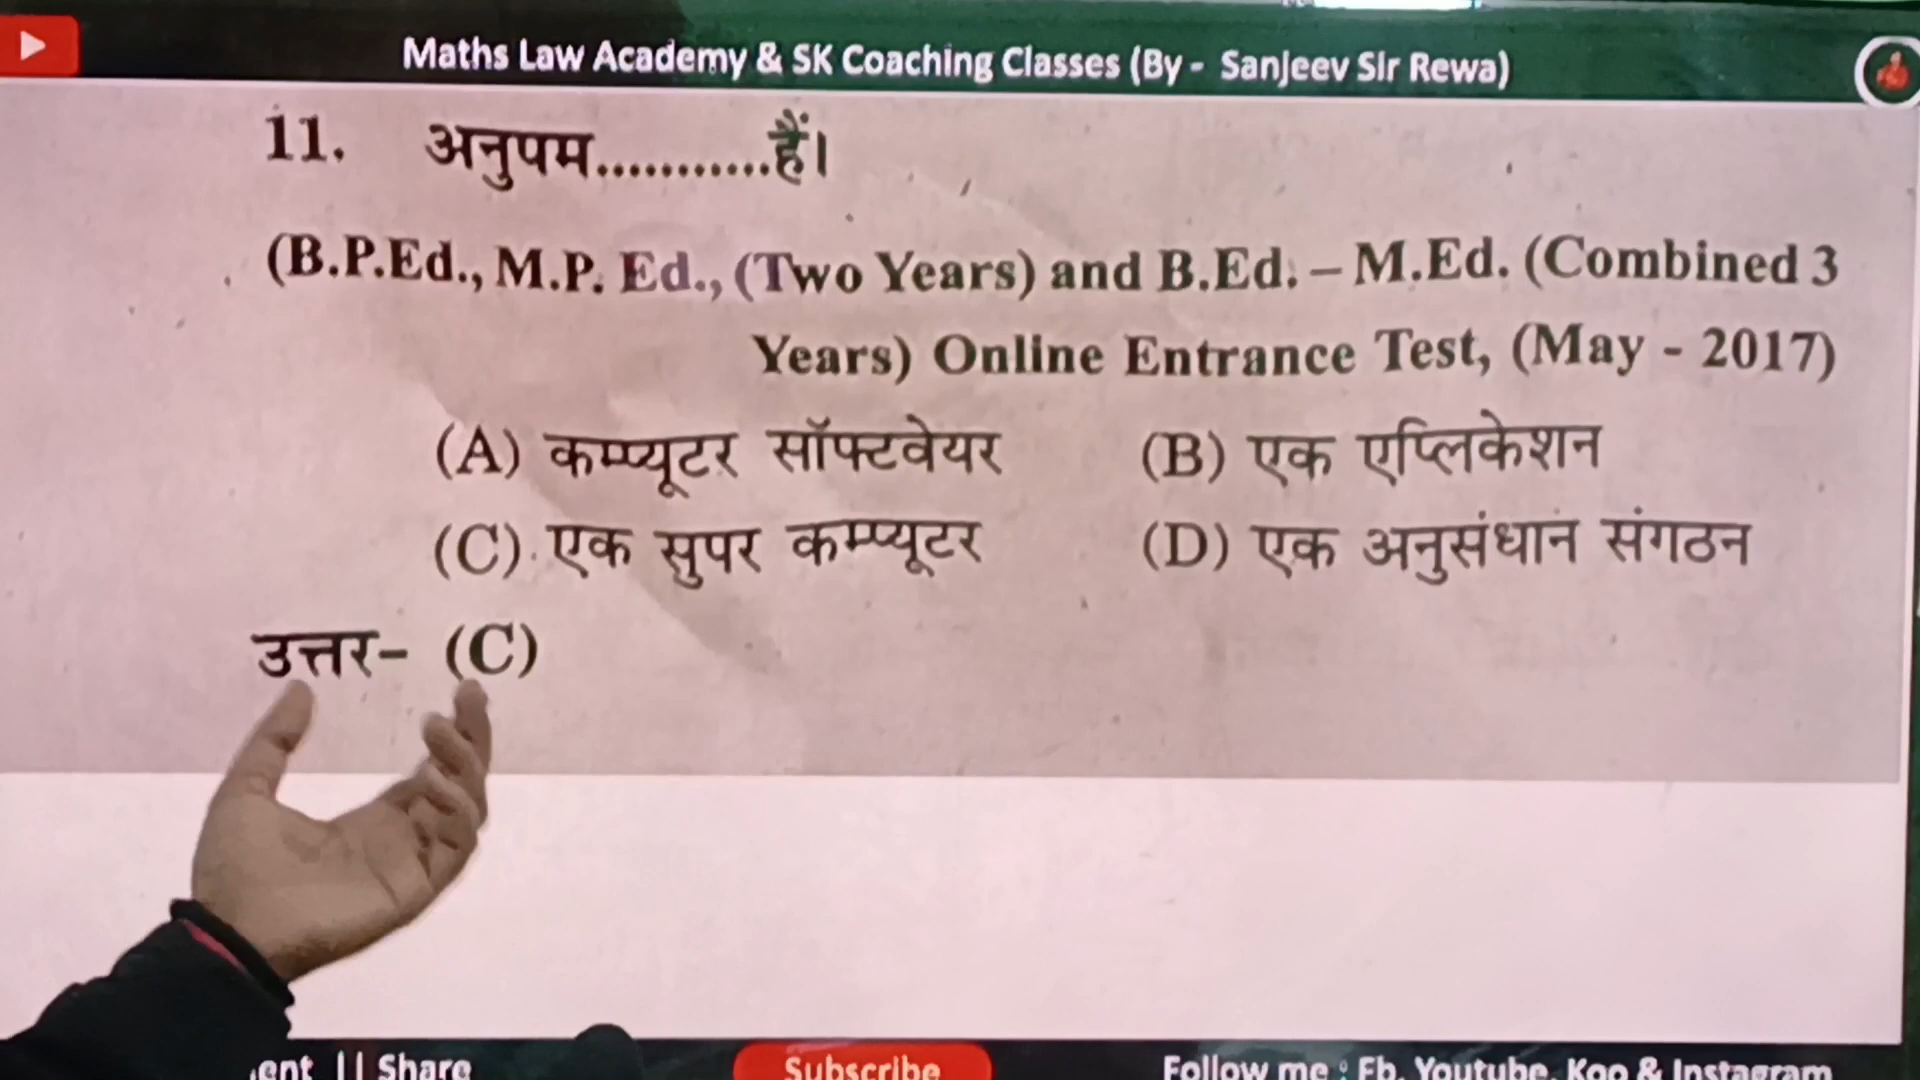 Maths Law Academy & SK Coaching Classes (By - Sanjeev Sir Rewa)
11. अनुपम...........हैं।
(B.P.Ed., M.P. Ed., (Two Years) and B.Ed. – M.Ed. (Combined 3
Years) Online Entrance Test, (May - 2017)
(A) कम्प्यूटर सॉफ्टवेयर (B) एक एप्लिकेशन
(C) एक सुपर कम्प्यूटर (D) एक अनुसंधान संगठन
उत्तर- (C)
ent || Share Subscribe Follow me : Fb, Youtube, Koo & Instagram